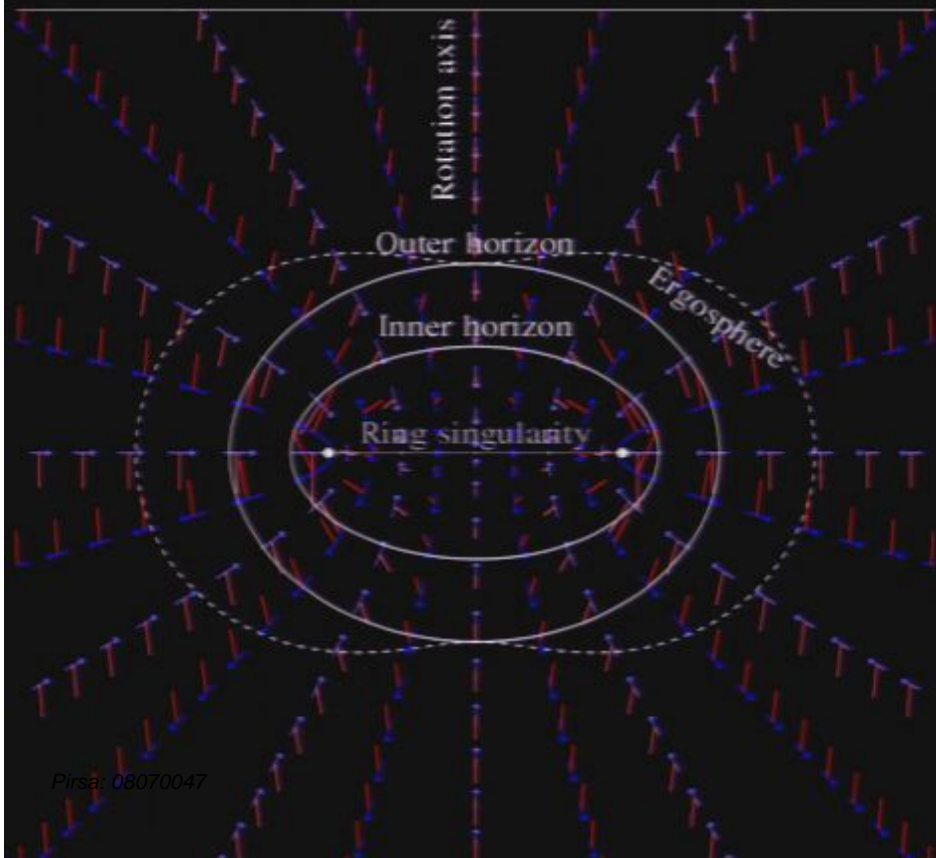 Rotation axis
Outer horizon
Ergosphere
Inner horizon
Ring singularity
Pirsa: 08070047